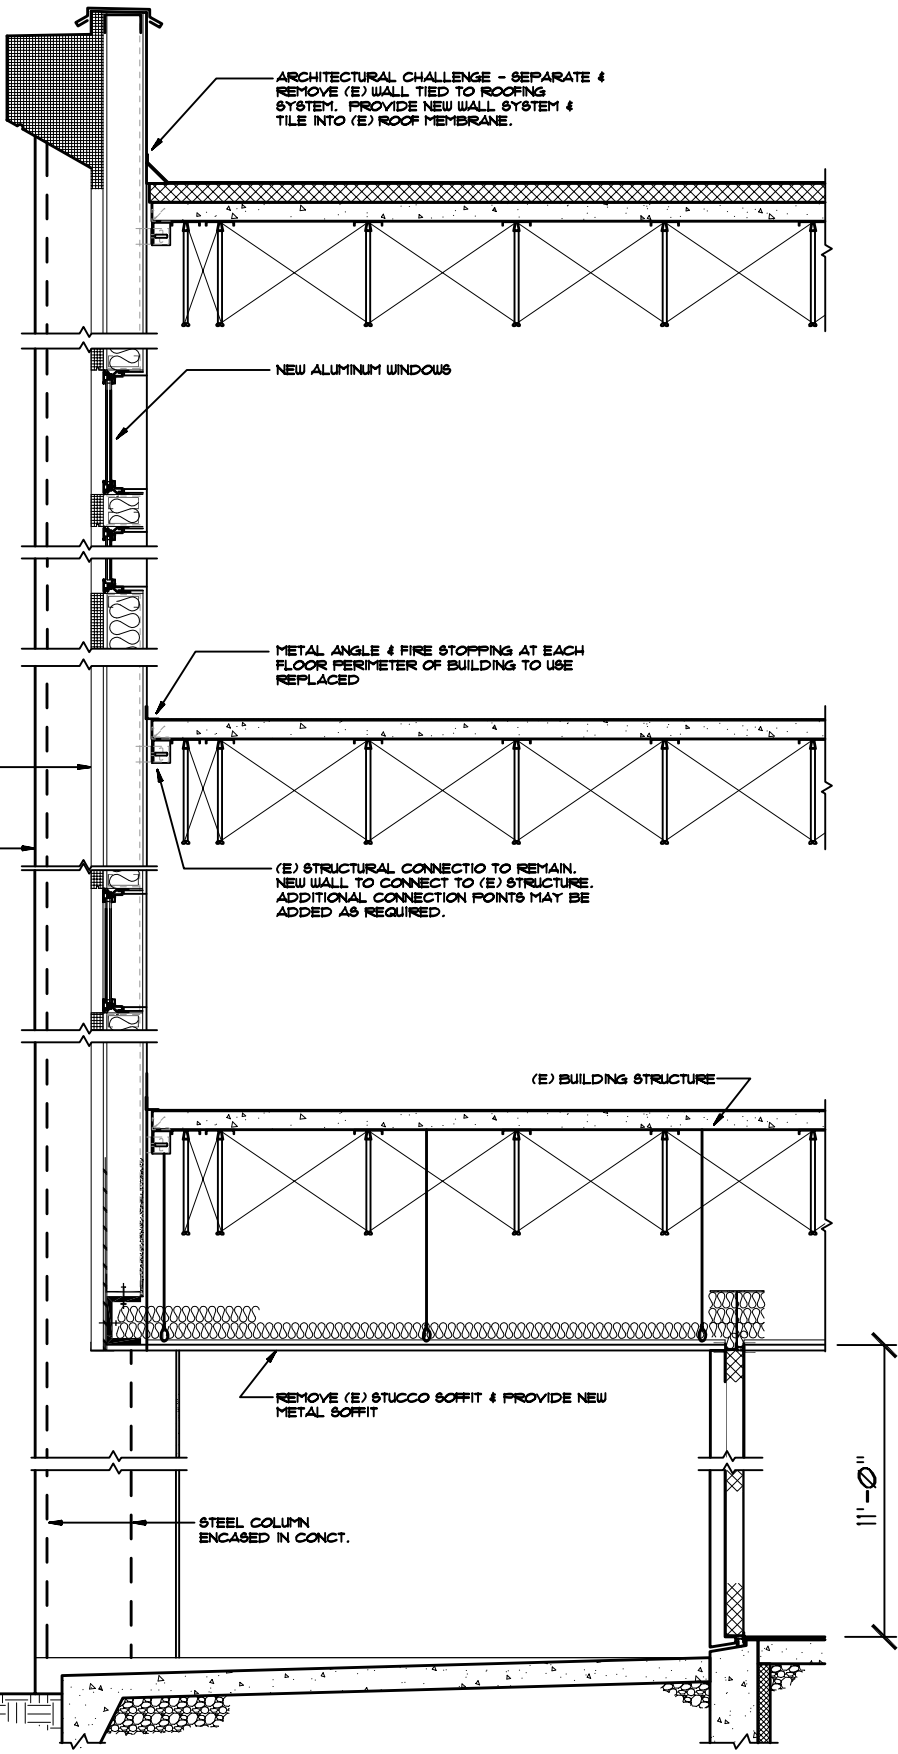 ARCHITECTURAL CHALLENGE - SEPARATE &
REMOVE (E) WALL TIED TO ROOFING
SYSTEM. PROVIDE NEW WALL SYSTEM &
TILE INTO (E) ROOF MEMBRANE.
NEW ALUMINUM WINDOWS
METAL ANGLE & FIRE STOPPING AT EACH
FLOOR PERIMETER OF BUILDING TO USE
REPLACED
(E) STRUCTURAL CONNECTIO TO REMAIN.
NEW WALL TO CONNECT TO (E) STRUCTURE.
ADDITIONAL CONNECTION POINTS MAY BE
ADDED AS REQUIRED.
(E) BUILDING STRUCTURE
REMOVE (E) STUCCO SOFFIT & PROVIDE NEW
METAL SOFFIT
11'-0"
STEEL COLUMN
ENCASED IN CONCT.